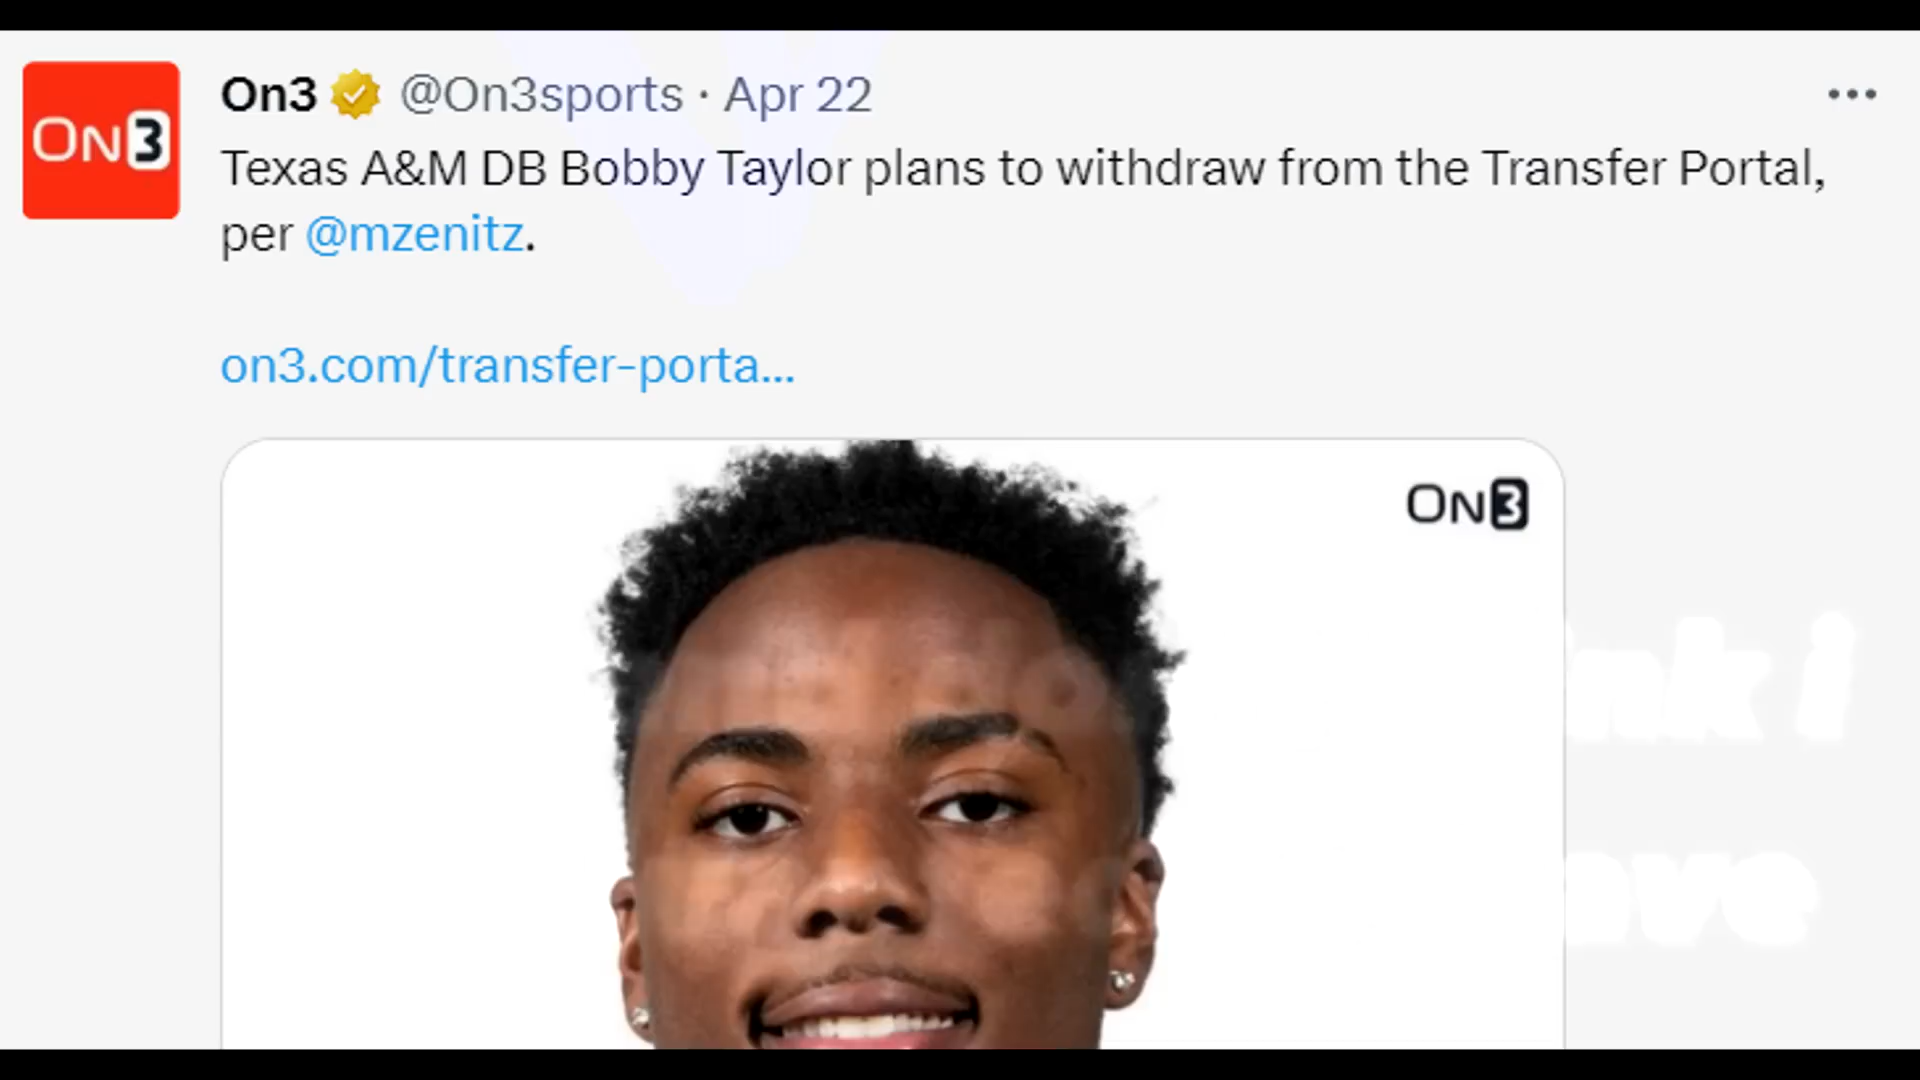 ON3
On3 @On3sports · Apr 22
Texas A&M DB Bobby Taylor plans to withdraw from the Transfer Portal,
per @mzenitz.
on3.com/transfer-porta...
ON3